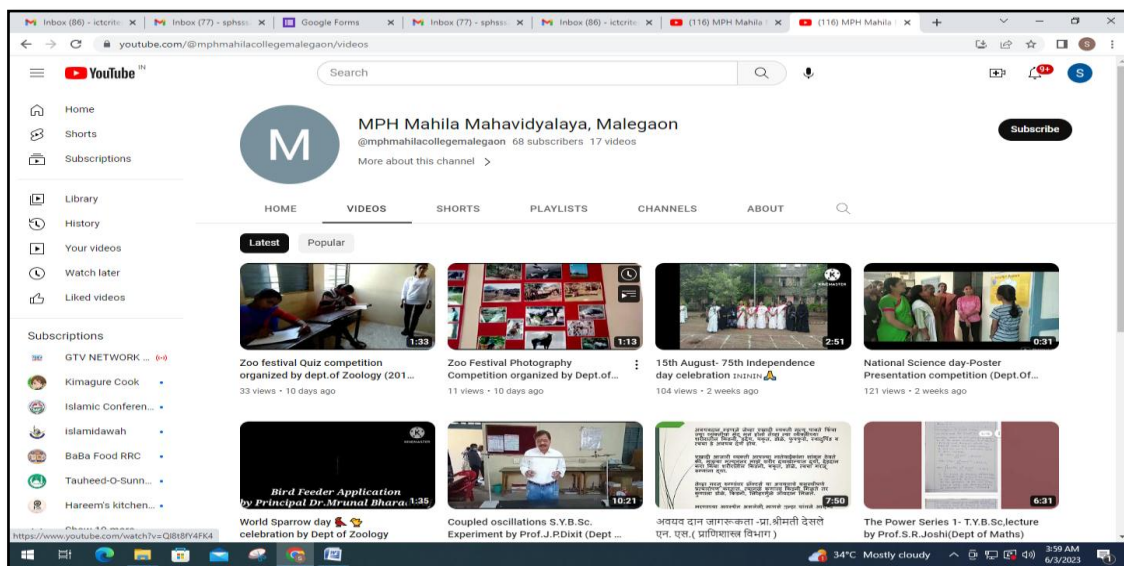 Inbox (86) - ictcrite
Inbox (77) - sphss
Google Forms
Inbox (77) - sphss
Inbox (86) - ictcrite
(116) MPH Mahila
(116) MPH Mahila
youtube.com/@mphmahilacollegemalegaon/videos
YouTube IN
Search
9+
S
Home
Shorts
Subscriptions
Library
History
Your videos
Watch later
Liked videos
Subscriptions
GTV NETWORK ...
Kimagure Cook
Islamic Conferen...
islamidawah
BaBa Food RRC
Tauheed-O-Sunn...
Hareem's kitchen...
M
MPH Mahila Mahavidyalaya, Malegaon
@mphmahilacollegemalegaon 68 subscribers 17 videos
More about this channel
Subscribe
HOME VIDEOS SHORTS PLAYLISTS CHANNELS ABOUT
Latest Popular
1:33
1:13
KINEMASTER
2:51
0:31
Zoo festival Quiz competition
organized by dept.of Zoology (201...
33 views • 10 days ago
Zoo Festival Photography
Competition organized by Dept.of...
11 views • 10 days ago
15th August- 75th Independence
day celebration ININ IN
104 views • 2 weeks ago
National Science day-Poster
Presentation competition (Dept.Of...
121 views • 2 weeks ago
KINEMASTER
Bird Feeder Application
by Principal Dr.Mrunal Bhara
1:35
10:21
7:50
6:31
World Sparrow day
celebration by Dept of Zoology
Coupled oscillations S.Y.B.Sc.
Experiment by Prof.J.P.Dixit (Dept ...
अवयव दान जागरूकता -प्रा.श्रीमती देसले
एन. एस.( प्राणिशास्त्र विभाग )
The Power Series 1- T.Y.B.Sc,lecture
by Prof.S.R.Joshi(Dept of Maths)
https://www.youtube.com/watch?v=QI8t8fY4FK4
34°C Mostly cloudy
3:59 AM
6/3/2023